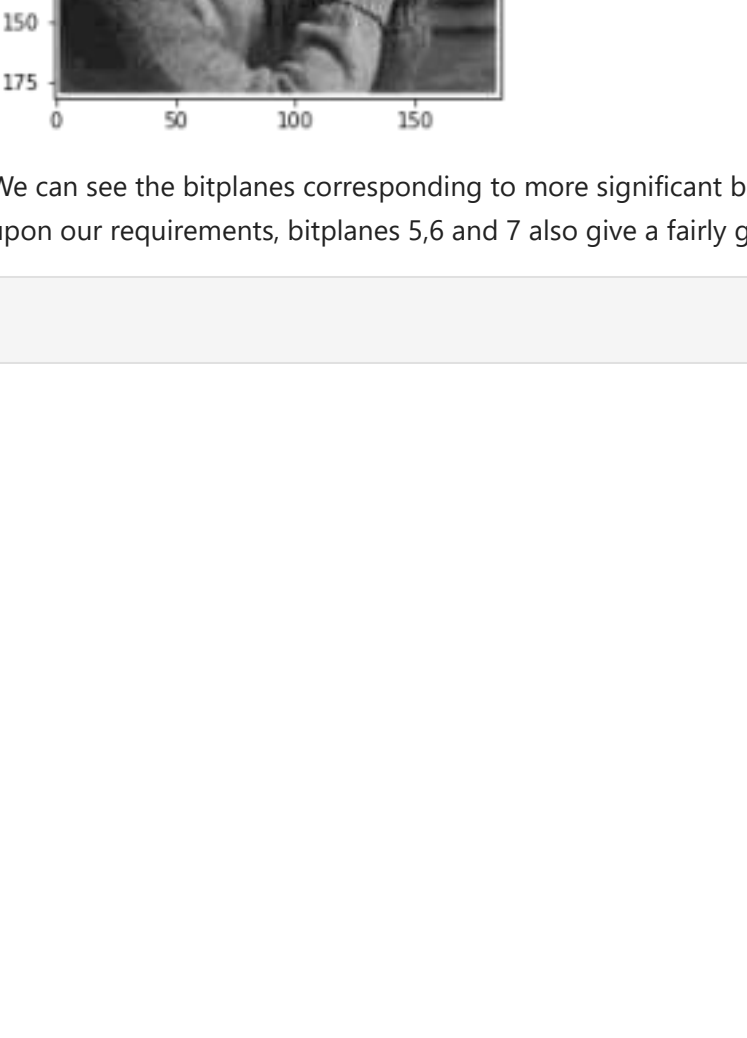 150
175
0 50 100 150
We can see the bitplanes corresponding to more significant b
upon our requirements, bitplanes 5,6 and 7 also give a fairly g